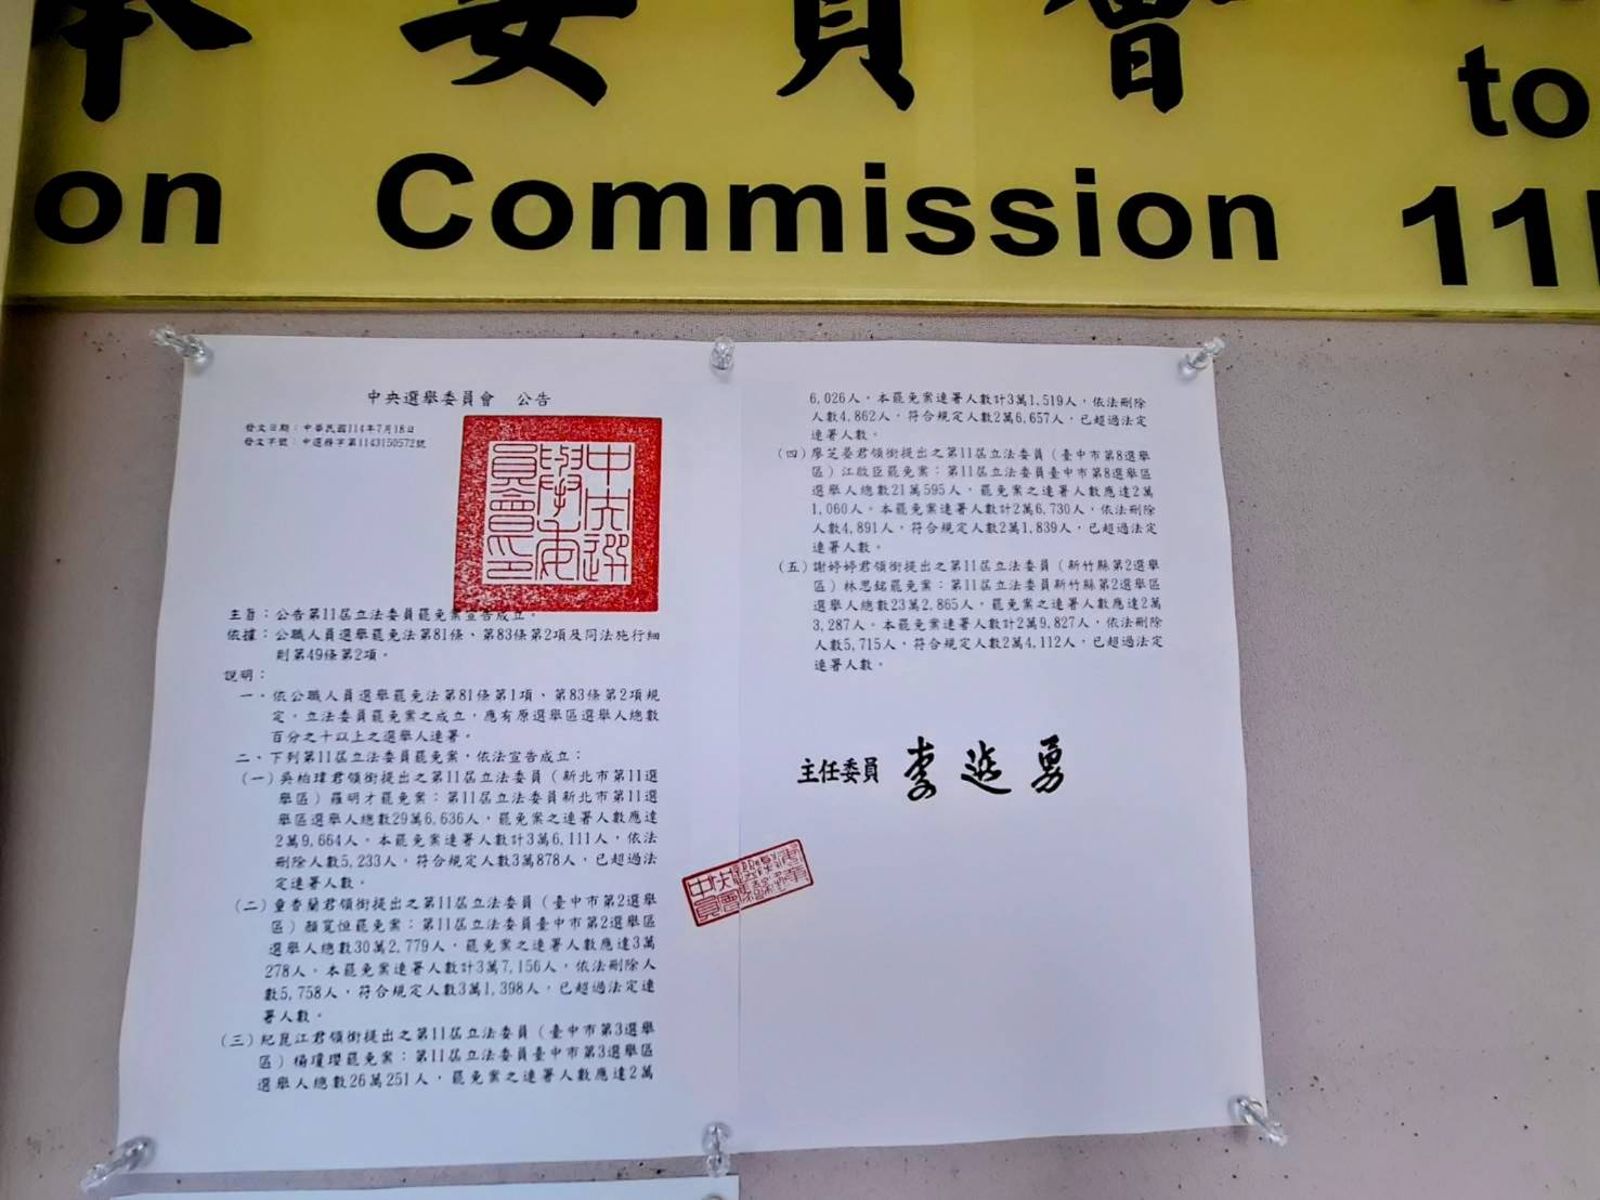 本委員會
to
on Commission 11
中央選舉委員會 公告
發文日期：中華民國114年7月18日
發文字號：中選務字第1143150572號
中央選舉委員會印
主旨：公告第11屆立法委員罷免案宣告成立。
依據：公職人員選舉罷免法第81條、第83條第2項及同法施行細
則第49條第2項。
說明：
一、依公職人員選舉罷免法第81條第1項、第83條第2項規
定，立法委員罷免案之成立，應有原選舉區選舉人總數
百分之十以上之選舉人連署。
二、下列第11屆立法委員罷免案，依法宣告成立：
(一)吳柏瑋君領銜提出之第11屆立法委員（新北市第11選
舉區）羅明才罷免案：第11屆立法委員新北市第11選
舉區選舉人總數29萬6,636人，罷免案之連署人數應達
2萬9,664人。本罷免案連署人數計3萬6,111人，依法
刪除人數5,233人，符合規定人數3萬878人，已超過法
定連署人數。
(二)童香蘭君領銜提出之第11屆立法委員（臺中市第2選舉
區）顏寬恒罷免案：第11屆立法委員臺中市第2選舉區
選舉人總數30萬2,779人，罷免案之連署人數應達3萬
278人。本罷免案連署人數計3萬7,156人，依法刪除人
數5,758人，符合規定人數3萬1,398人，已超過法定連
署人數。
(三)紀崑江君領銜提出之第11屆立法委員（臺中市第3選舉
區）楊瓊瓔罷免案：第11屆立法委員臺中市第3選舉區
選舉人總數26萬251人，罷免案之連署人數應達2萬
6,026人。本罷免案連署人數計3萬1,519人，依法刪除
人數4,862人，符合規定人數2萬6,657人，已超過法定
連署人數。
(四)廖芝晏君領銜提出之第11屆立法委員（臺中市第8選舉
區）江啟臣罷免案：第11屆立法委員臺中市第8選舉區
選舉人總數21萬595人，罷免案之連署人數應達2萬
1,060人。本罷免案連署人數計2萬6,730人，依法刪除
人數4,891人，符合規定人數2萬1,839人，已超過法定
連署人數。
(五)謝婷婷君領銜提出之第11屆立法委員（新竹縣第2選舉
區）林思銘罷免案：第11屆立法委員新竹縣第2選舉區
選舉人總數23萬2,865人，罷免案之連署人數應達2萬
3,287人。本罷免案連署人數計2萬9,827人，依法刪除
人數5,715人，符合規定人數2萬4,112人，已超過法定
連署人數。
主任委員 李進勇